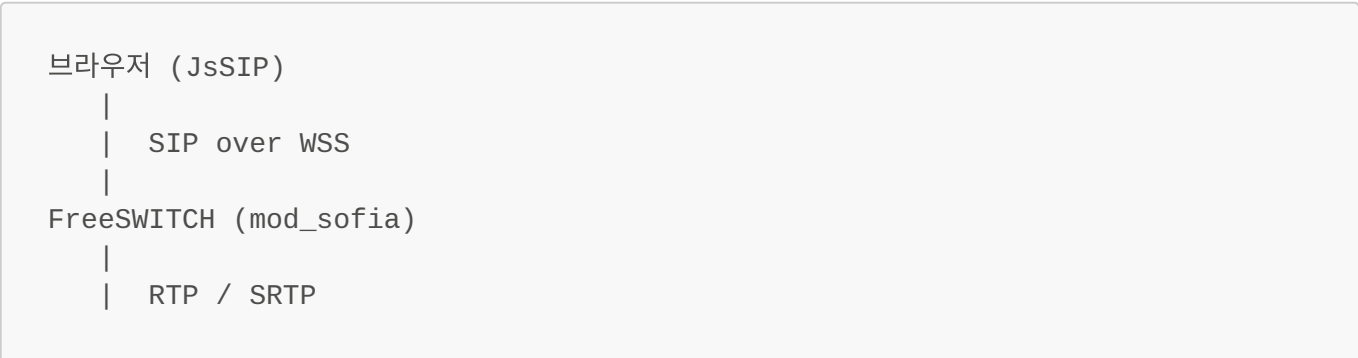 브라우저 (JsSIP)
|
| SIP over WSS
|
FreeSWITCH (mod_sofia)
|
| RTP / SRTP